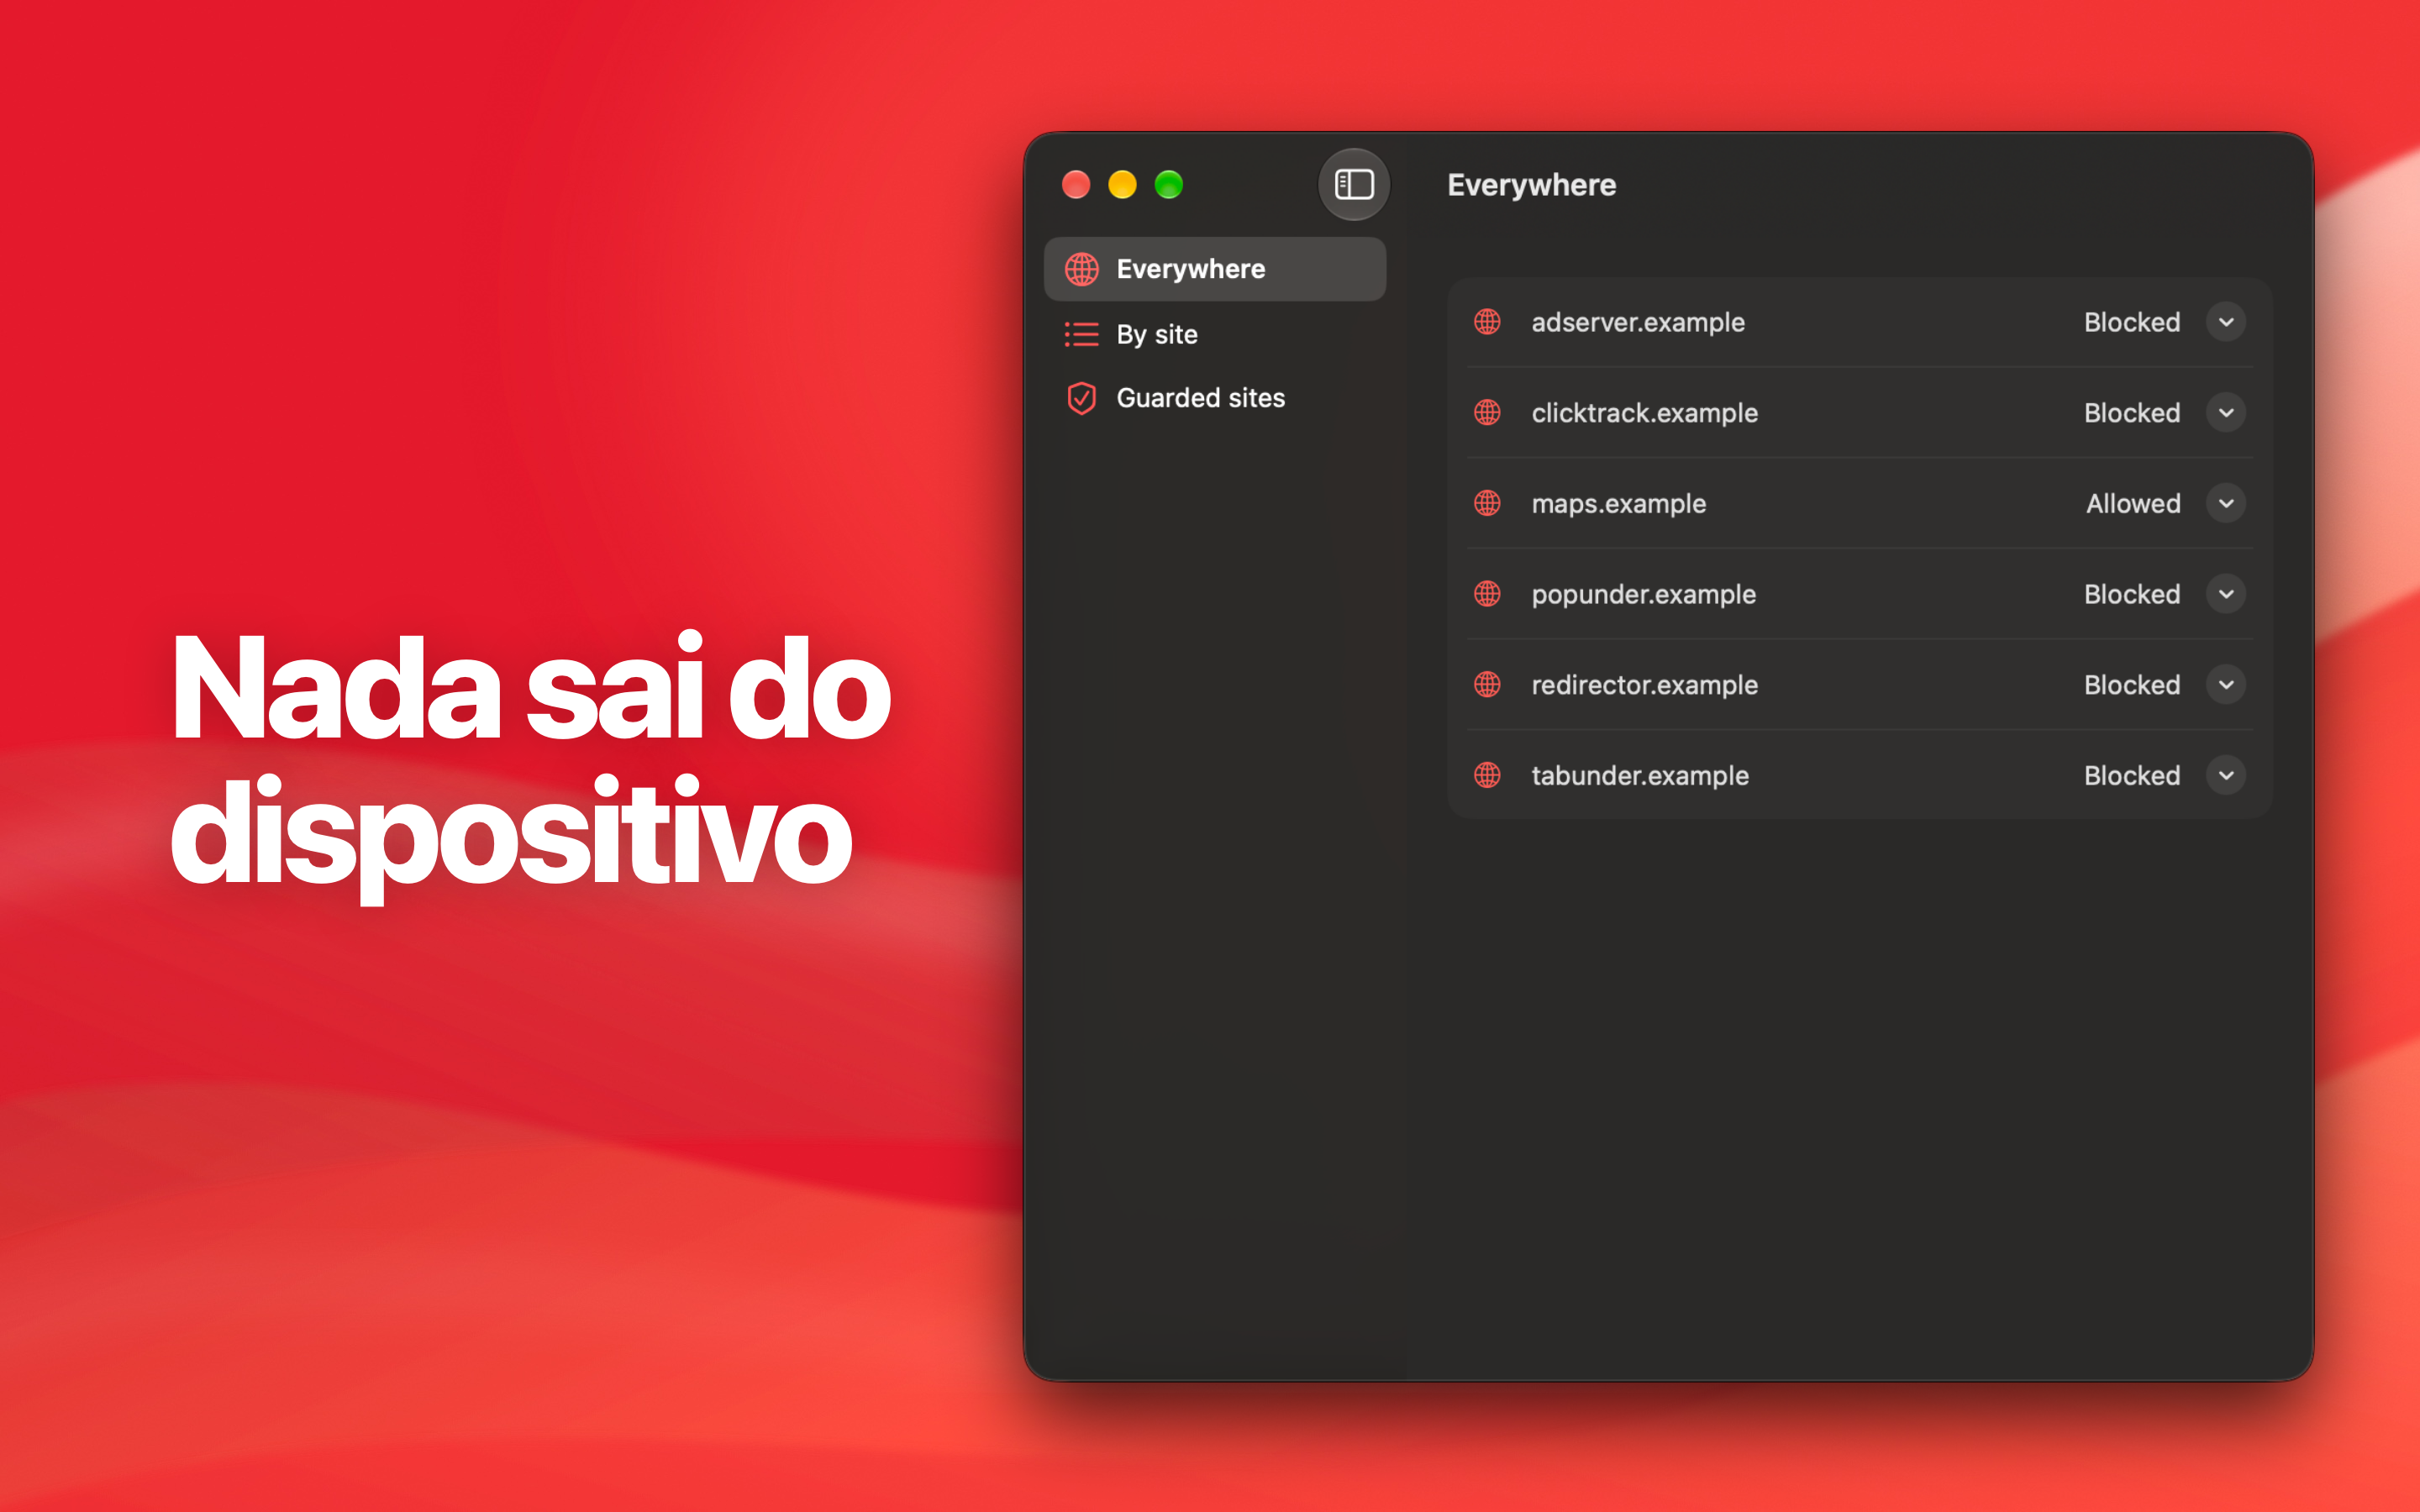 Nada sai do
dispositivo
Everywhere
By site
Guarded sites
Everywhere
adserver.example Blocked
clicktrack.example Blocked
maps.example Allowed
popunder.example Blocked
redirector.example Blocked
tabunder.example Blocked